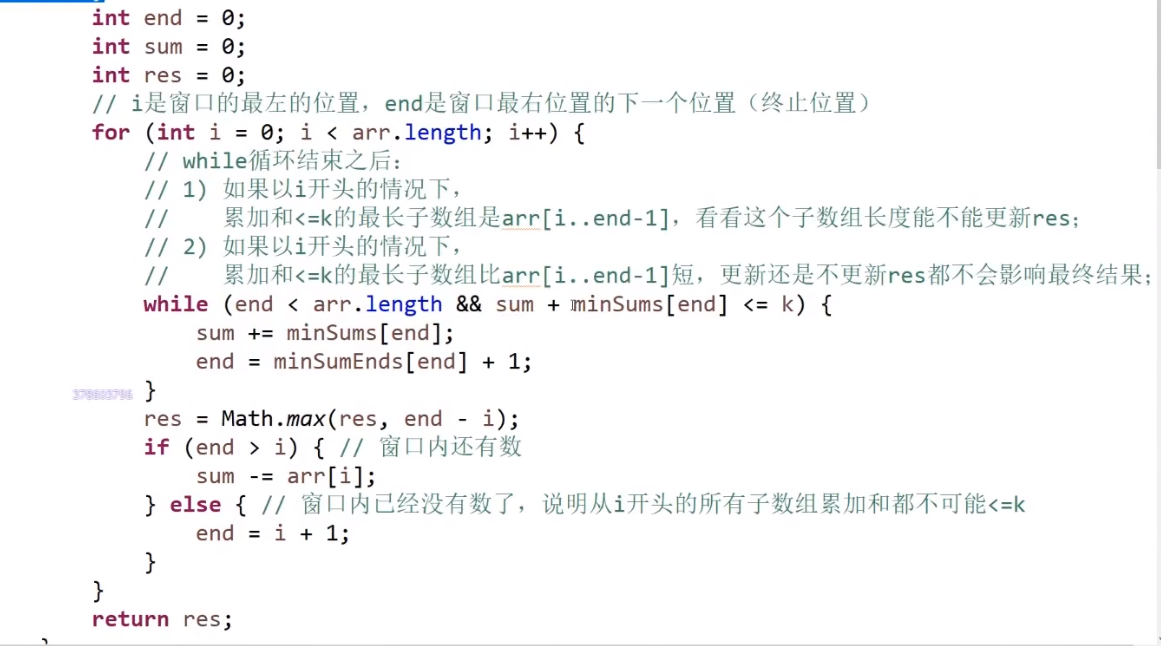 int end = 0;
int sum = 0;
int res = 0;
// i是窗口的最左的位置，end是窗口最右位置的下一个位置（终止位置）
for (int i = 0; i < arr.length; i++) {
// while循环结束之后：
// 1) 如果以i开头的情况下，
// 累加和<=k的最长子数组是arr[i..end-1]，看看这个子数组长度能不能更新res；
// 2) 如果以i开头的情况下，
// 累加和<=k的最长子数组比arr[i..end-1]短，更新还是不更新res都不会影响最终结果；
while (end < arr.length && sum + minSums[end] <= k) {
sum += minSums[end];
end = minSumEnds[end] + 1;
}
res = Math.max(res, end - i);
if (end > i) { // 窗口内还有数
sum -= arr[i];
} else { // 窗口内已经没有数了，说明从i开头的所有子数组累加和都不可能<=k
end = i + 1;
}
}
return res;